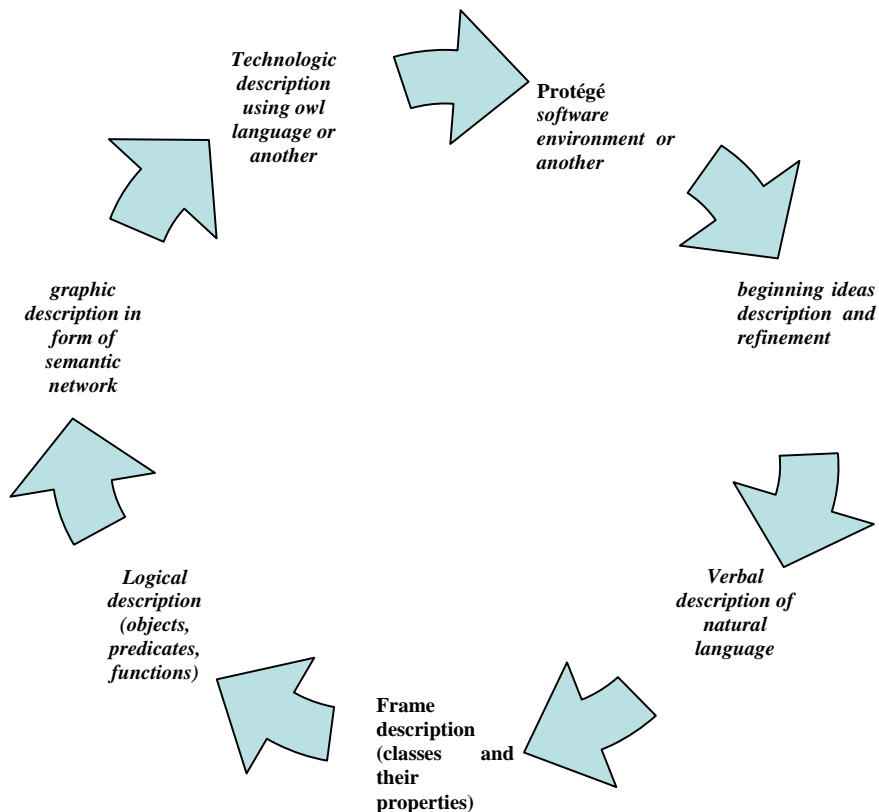 Technologic
description
using owl
language or
another
Protégé
software
environment or
another
beginning ideas
description and
refinement
Verbal
description of
natural
language
Frame
description
(classes and
their
properties)
Logical
description
(objects,
predicates,
functions)
graphic
description in
form of
semantic
network